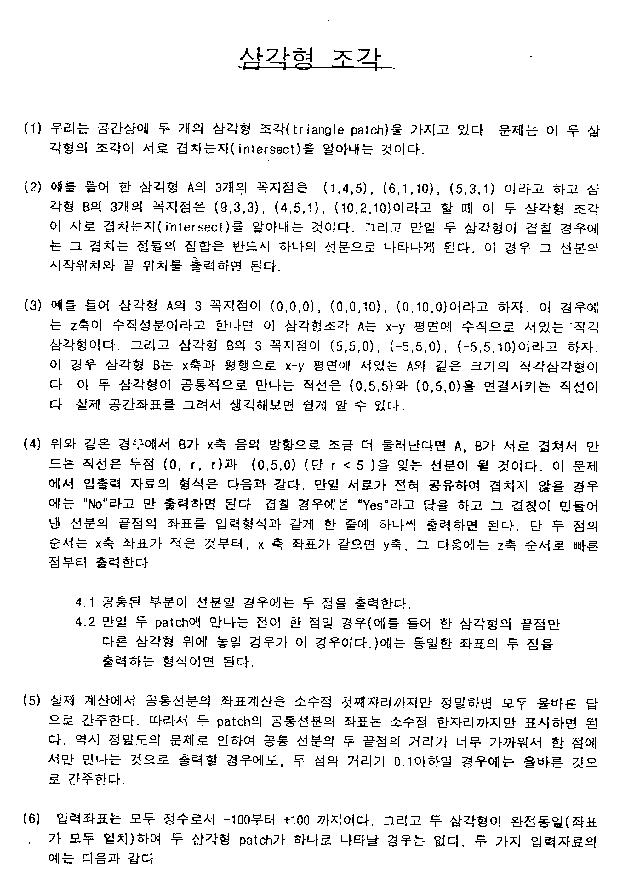 삼각형 조각
(1) 우리는 공간상에 두 개의 삼각형 조각(triangle patch)을 가지고 있다 문제는 이 두 삼
각형의 조각이 서로 겹차는지(intersect)을 알아내는 것이다.
(2) 예를 들어 한 삼각형 A의 3개의 꼭지점은 (1,4,5), (6,1,10), (5,3,1) 이라고 하고 삼
각형 B의 3개의 꼭지점은 (9,3,3), (4,5,1), (10,2,10)이라고 할 때 이 두 삼각형 조각
이 서로 겹치는지(intersect)을 알아내는 것이다. 그리고 만일 두 삼각형이 겹칠 경우에
는 그 겹치는 점들의 집합은 반드시 하나의 선분으로 나타나게 된다. 이 경우 그 선분의
시작위치와 끝 위치를 출력하면 된다.
(3) 예를 들어 삼각형 A의 3 꼭지점이 (0,0,0), (0,0,10), (0,10,0)이라고 하자. 이 경우에
는 z축이 수직성분이라고 한다면 이 삼각형조각 A는 x-y 평면에 수직으로 서있는 직각
삼각형이다. 그리고 삼각형 B의 3 꼭지점이 (5,5,0), (-5,5,0), (-5,5,10)이라고 하자.
이 경우 삼각형 B는 x축과 평행으로 x-y 평면에 서있는 A와 같은 크기의 직각삼각형이
다 이 두 삼각형이 공통적으로 만나는 직선은 (0,5,5)와 (0,5,0)을 연결시키는 직선이
다 실제 공간좌표를 그려서 생각해보면 쉽게 알 수 있다.
(4) 위와 같은 경우에서 B가 x축 음의 방향으로 조금 더 물러난다면 A, B가 서로 겹쳐서 만
드는 직선은 두점 (0, r, r)과 (0,5,0) (단 r < 5 )을 잇는 선분이 될 것이다. 이 문제
에서 입출력 자료의 형식은 다음과 같다. 만일 서로가 전혀 공유하여 겹치지 않을 경우
에는 "No"라고 만 출력하면 된다 겹칠 경우에는 "Yes"라고 답을 하고 그 겹침이 만들어
낸 선분의 끝점의 좌표를 입력형식과 같게 한 줄에 하나씩 출력하면 된다. 단 두 점의
순서는 x축 좌표가 적은 것부터, x 축 좌표가 같으면 y축, 그 다음에는 z축 순서로 빠른
점부터 출력한다
4.1 공통된 부분이 선분일 경우에는 두 점을 출력한다.
4.2 만일 두 patch에 만나는 점이 한 점일 경우(예를 들어 한 삼각형의 끝점만
다른 삼각형 위에 놓일 경우가 이 경우이다.)에는 동일한 좌표의 두 점을
출력하는 형식이면 된다.
(5) 실제 계산에서 공통선분의 좌표계산은 소수점 첫째자리까지만 정밀하면 모두 올바른 답
으로 간주한다. 따라서 두 patch의 공통선분의 좌표는 소수점 한자리까지만 표시하면 된
다. 역시 정밀도의 문제로 인하여 공통 선분의 두 끝점의 거리가 너무 가까워서 한 점에
서만 만나는 것으로 출력할 경우에도, 두 점의 거리기 0.1이하일 경우에는 올바른 것으
로 간주한다.
(6) 입력좌표는 모두 정수로서 -100부터 +100 까지이다. 그리고 두 삼각형이 완전동일(좌표
가 모두 일치)하여 두 삼각형 patch가 하나로 나타날 경우는 없다. 두 가지 입력자료의
예는 다음과 같다